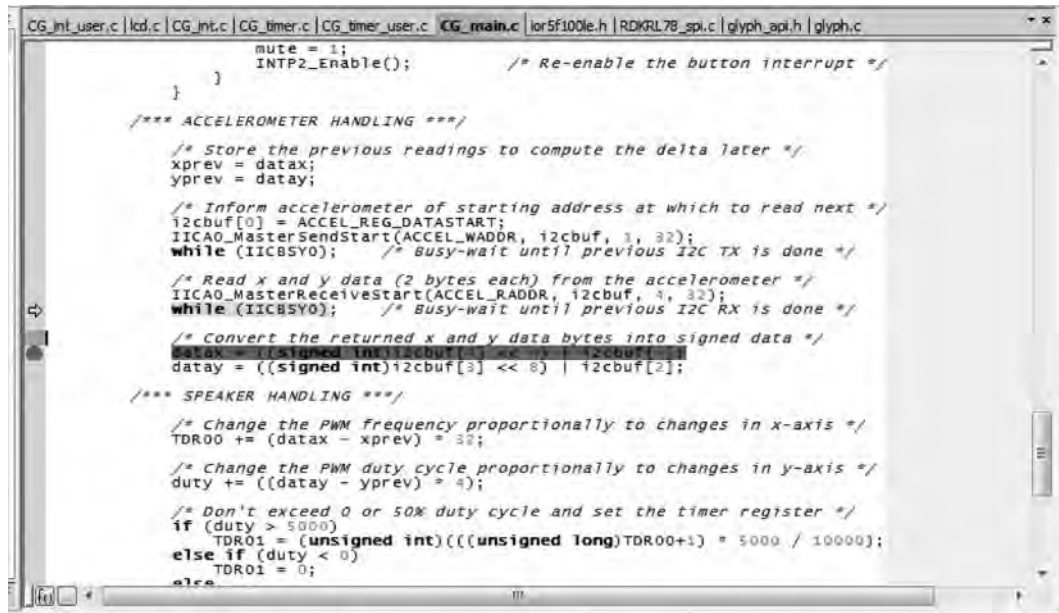 CG_int_user.c | lcd.c | CG_int.c | CG_timer.c | CG_timer_user.c CG_main.c ior5f100le.h | RDKRL78_spi.c | glyph_api.h | glyph.c
mute = 1;
INTP2_Enable(); /* Re-enable the button interrupt */
}
}
/*** ACCELEROMETER HANDLING ***/
/* Store the previous readings to compute the delta later */
xprev = datax;
yprev = datay;
/* Inform accelerometer of starting address at which to read next */
i2cbuf[0] = ACCEL_REG_DATASTART;
IICA0_MasterSendStart(ACCEL_WADDR, i2cbuf, 1, 32);
while (IICBSY0); /* Busy-wait until previous I2C TX is done */
/* Read x and y data (2 bytes each) from the accelerometer */
IICA0_MasterReceiveStart(ACCEL_RADDR, i2cbuf, 4, 32);
while (IICBSY0); /* Busy-wait until previous I2C RX is done */
/* Convert the returned x and y data bytes into signed data */
datax = ((signed int)i2cbuf[ ] << ) | i2cbuf[ ]
datay = ((signed int)i2cbuf[3] << 8) | i2cbuf[2];
/*** SPEAKER HANDLING ***/
/* Change the PWM frequency proportionally to changes in x-axis */
TDR00 += (datax - xprev) * 32;
/* Change the PWM duty cycle proportionally to changes in y-axis */
duty += ((datay - yprev) * 4);
/* Don't exceed 0 or 50% duty cycle and set the timer register */
if (duty > 5000)
TDR01 = (unsigned int)(((unsigned long)TDR00+1) * 5000 / 10000);
else if (duty < 0)
TDR01 = 0;
else